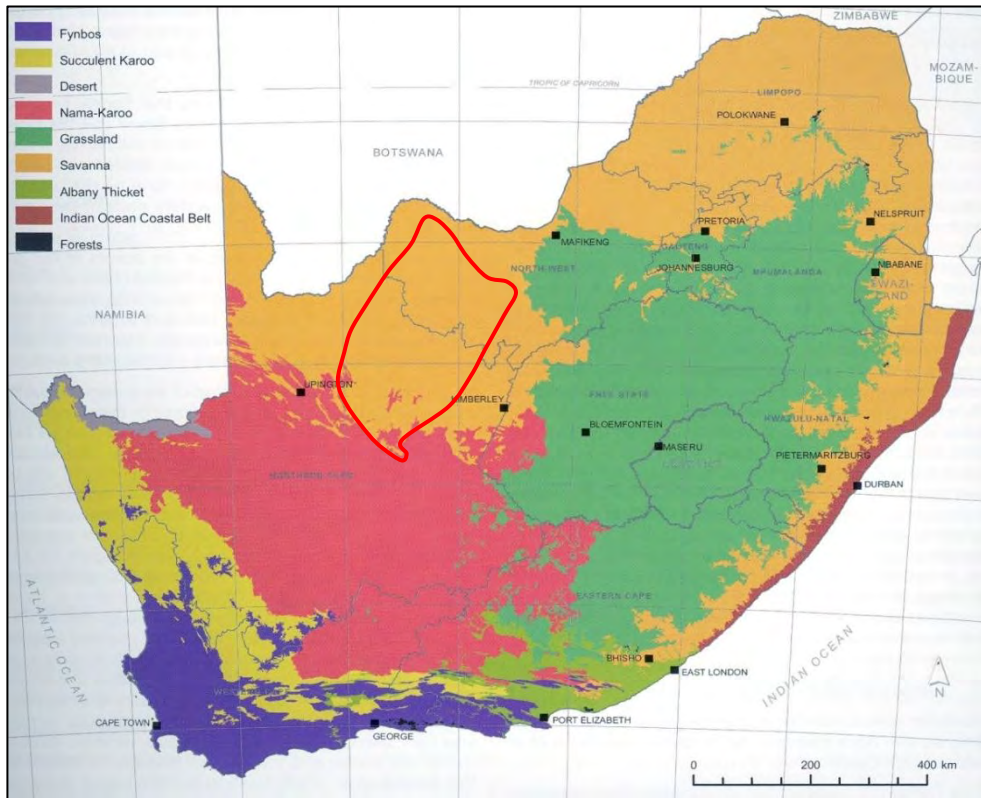 Fynbos
Succulent Karoo
Desert
Nama-Karoo
Grassland
Savanna
Albany Thicket
Indian Ocean Coastal Belt
Forests
ZIMBABWE
MOZAM-
BIQUE
TROPIC OF CAPRICORN
LIMPOPO
POLOKWANE
BOTSWANA
NELSPRUIT
PRETORIA
MAFIKENG
GAUTENG
NORTH WEST
JOHANNESBURG
MPUMALANGA
MBABANE
SWAZI-
LAND
NAMIBIA
UPINGTON
KIMBERLEY
FREE STATE
KWAZULU-NATAL
BLOEMFONTEIN
MASERU
LESOTHO
PIETERMARITZBURG
NORTHERN CAPE
DURBAN
ATLANTIC OCEAN
EASTERN CAPE
BHISHO
EAST LONDON
INDIAN OCEAN
N
PORT ELIZABETH
CAPE TOWN
GEORGE
0 200 400 km